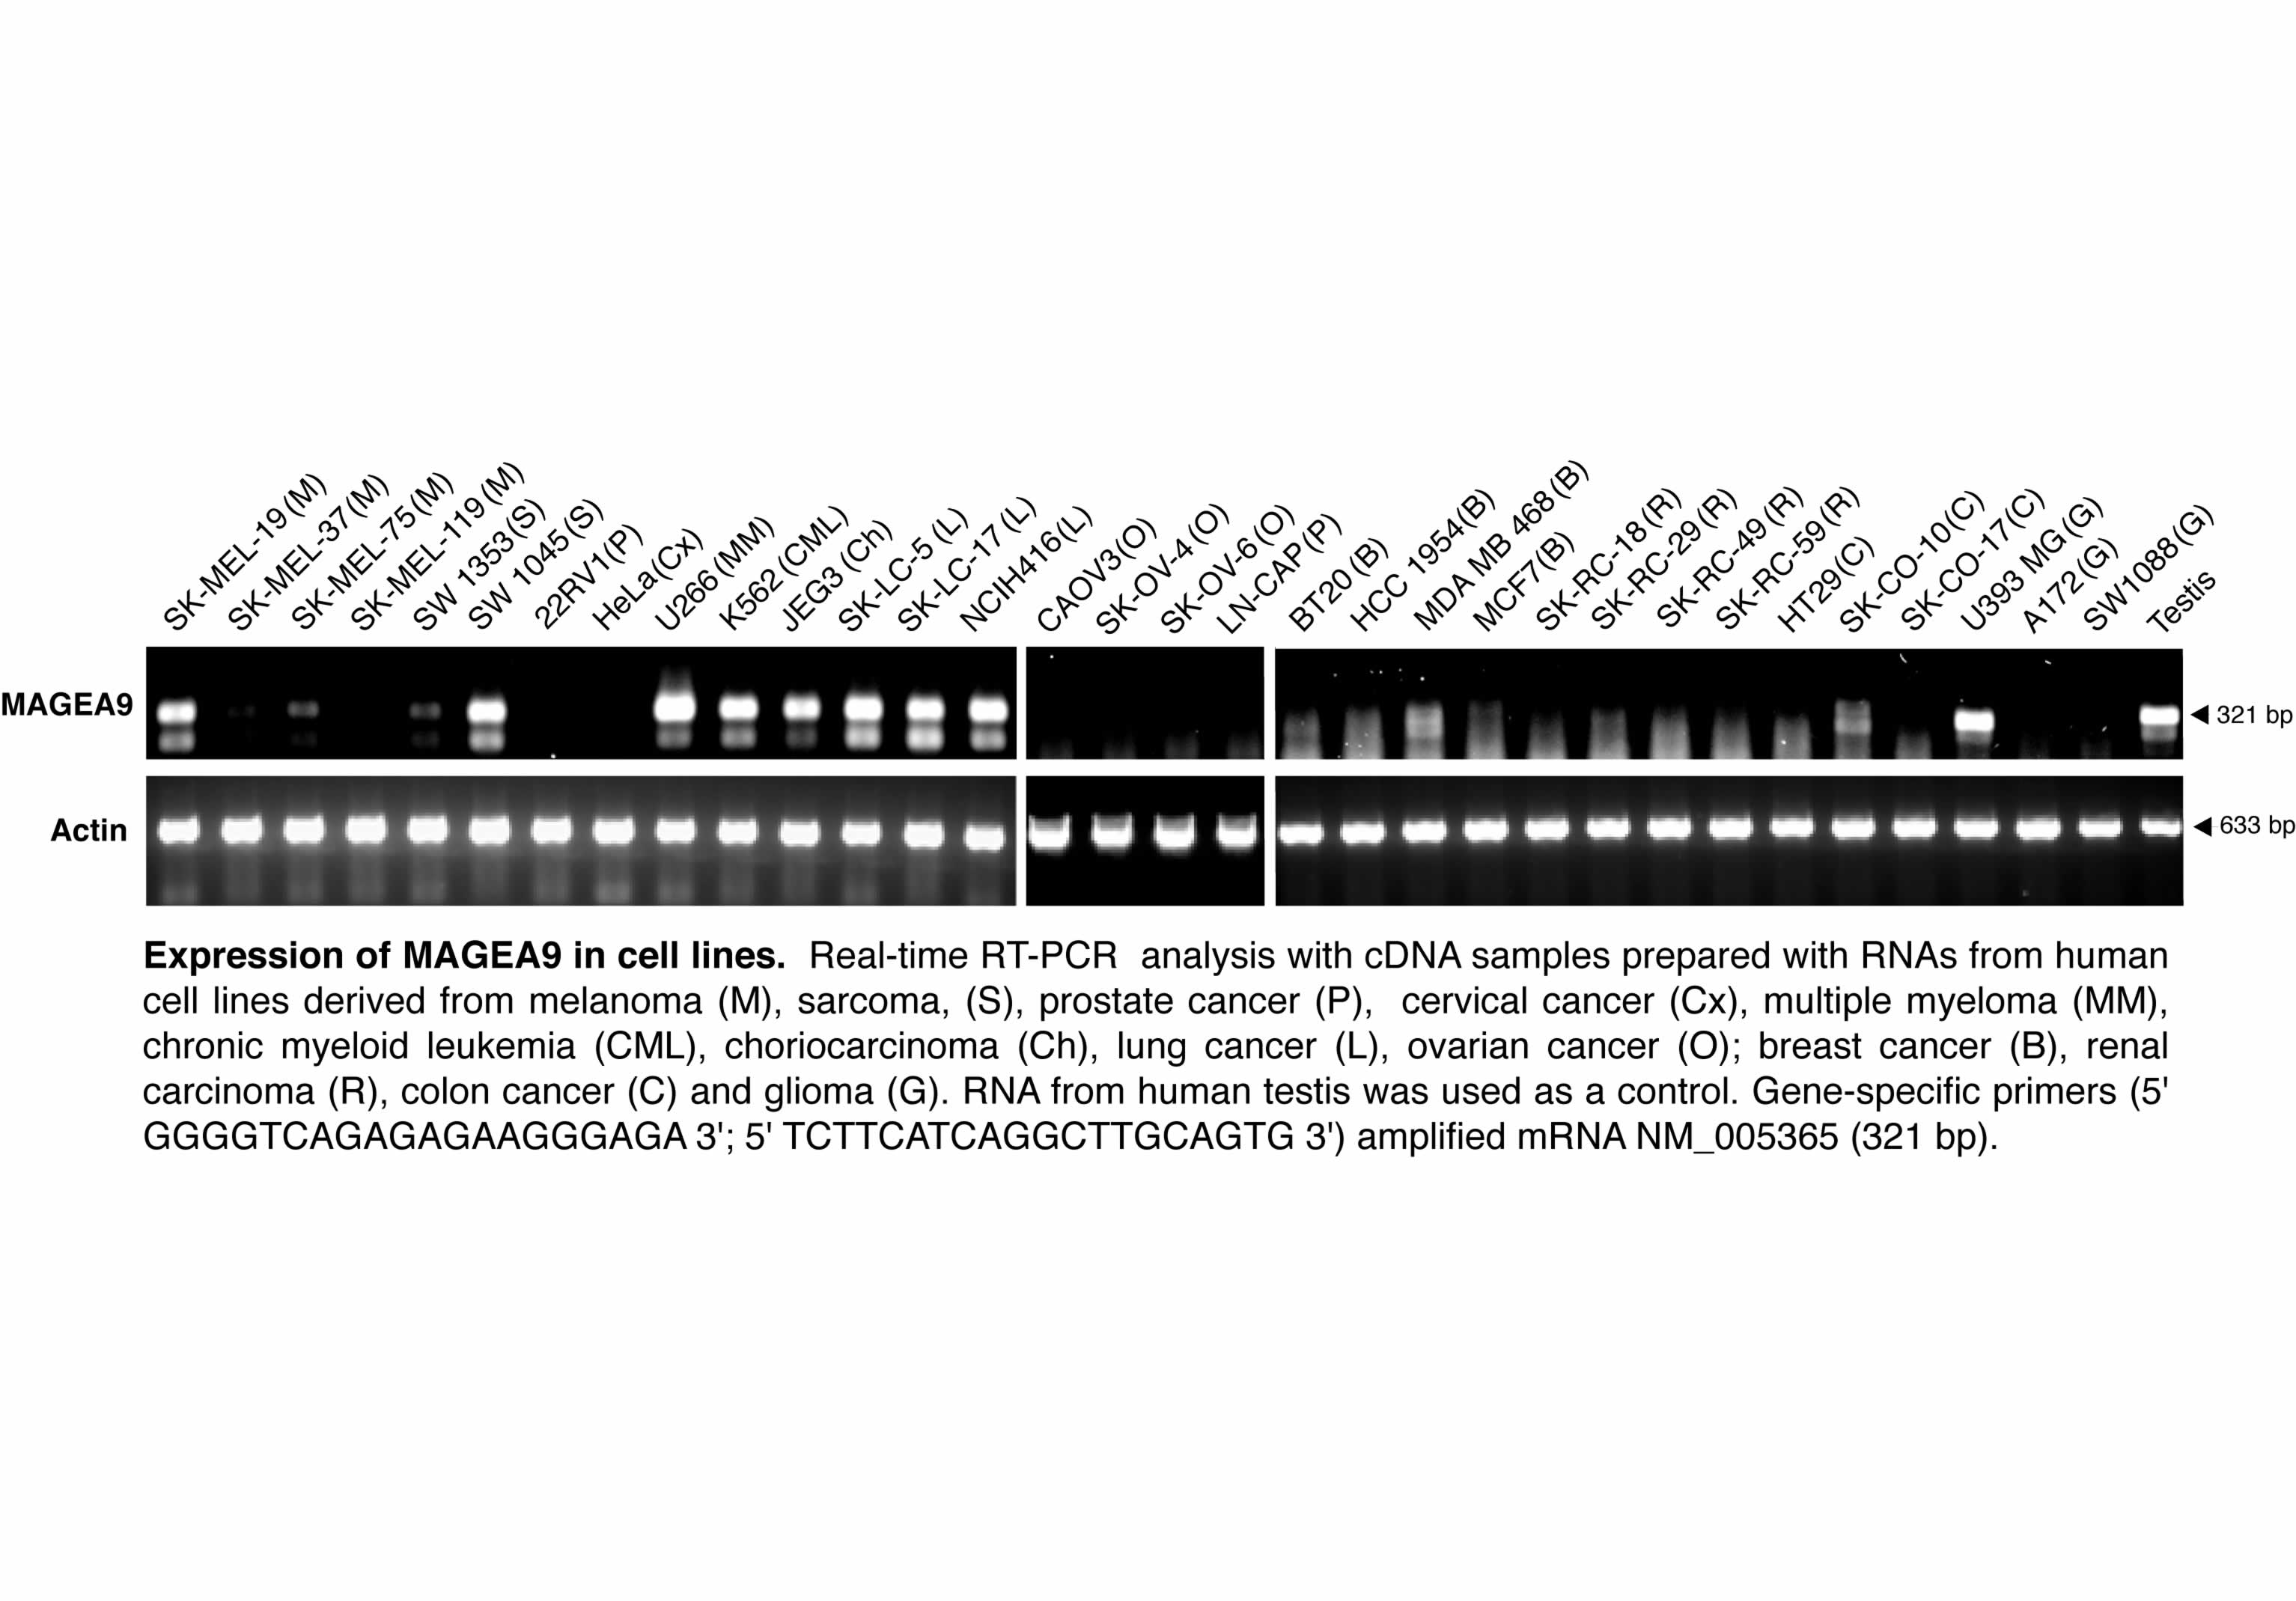 SK-MEL-19 (M)
SK-MEL-37(M)
SK-MEL-75 (M)
SK-MEL-119 (M)
SW 1353 (S)
SW 1045 (S)
22RV1(P)
HeLa(Cx)
U266 (MM)
K562 (CML)
JEG3 (Ch)
SK-LC-5 (L)
SK-LC-17 (L)
NCIH416 (L)
CAOV3(O)
SK-OV-4 (O)
SK-OV-6 (O)
LN-CAP (P)
BT20 (B)
HCC 1954(B)
MDA MB 468 (B)
MCF7(B)
SK-RC-18 (R)
SK-RC-29 (R)
SK-RC-49 (R)
SK-RC-59 (R)
HT29 (C)
SK-CO-10 (C)
SK-CO-17(C)
U393 MG (G)
A172 (G)
SW1088 (G)
Testis
MAGEA9
321 bp
Actin
633 bp
Expression of MAGEA9 in cell lines. Real-time RT-PCR analysis with cDNA samples prepared with RNAs from human
cell lines derived from melanoma (M), sarcoma, (S), prostate cancer (P), cervical cancer (Cx), multiple myeloma (MM),
chronic myeloid leukemia (CML), choriocarcinoma (Ch), lung cancer (L), ovarian cancer (O); breast cancer (B), renal
carcinoma (R), colon cancer (C) and glioma (G). RNA from human testis was used as a control. Gene-specific primers (5'
GGGGTCAGAGAGAAGGGAGA 3'; 5' TCTTCATCAGGCTTGCAGTG 3') amplified mRNA NM_005365 (321 bp).